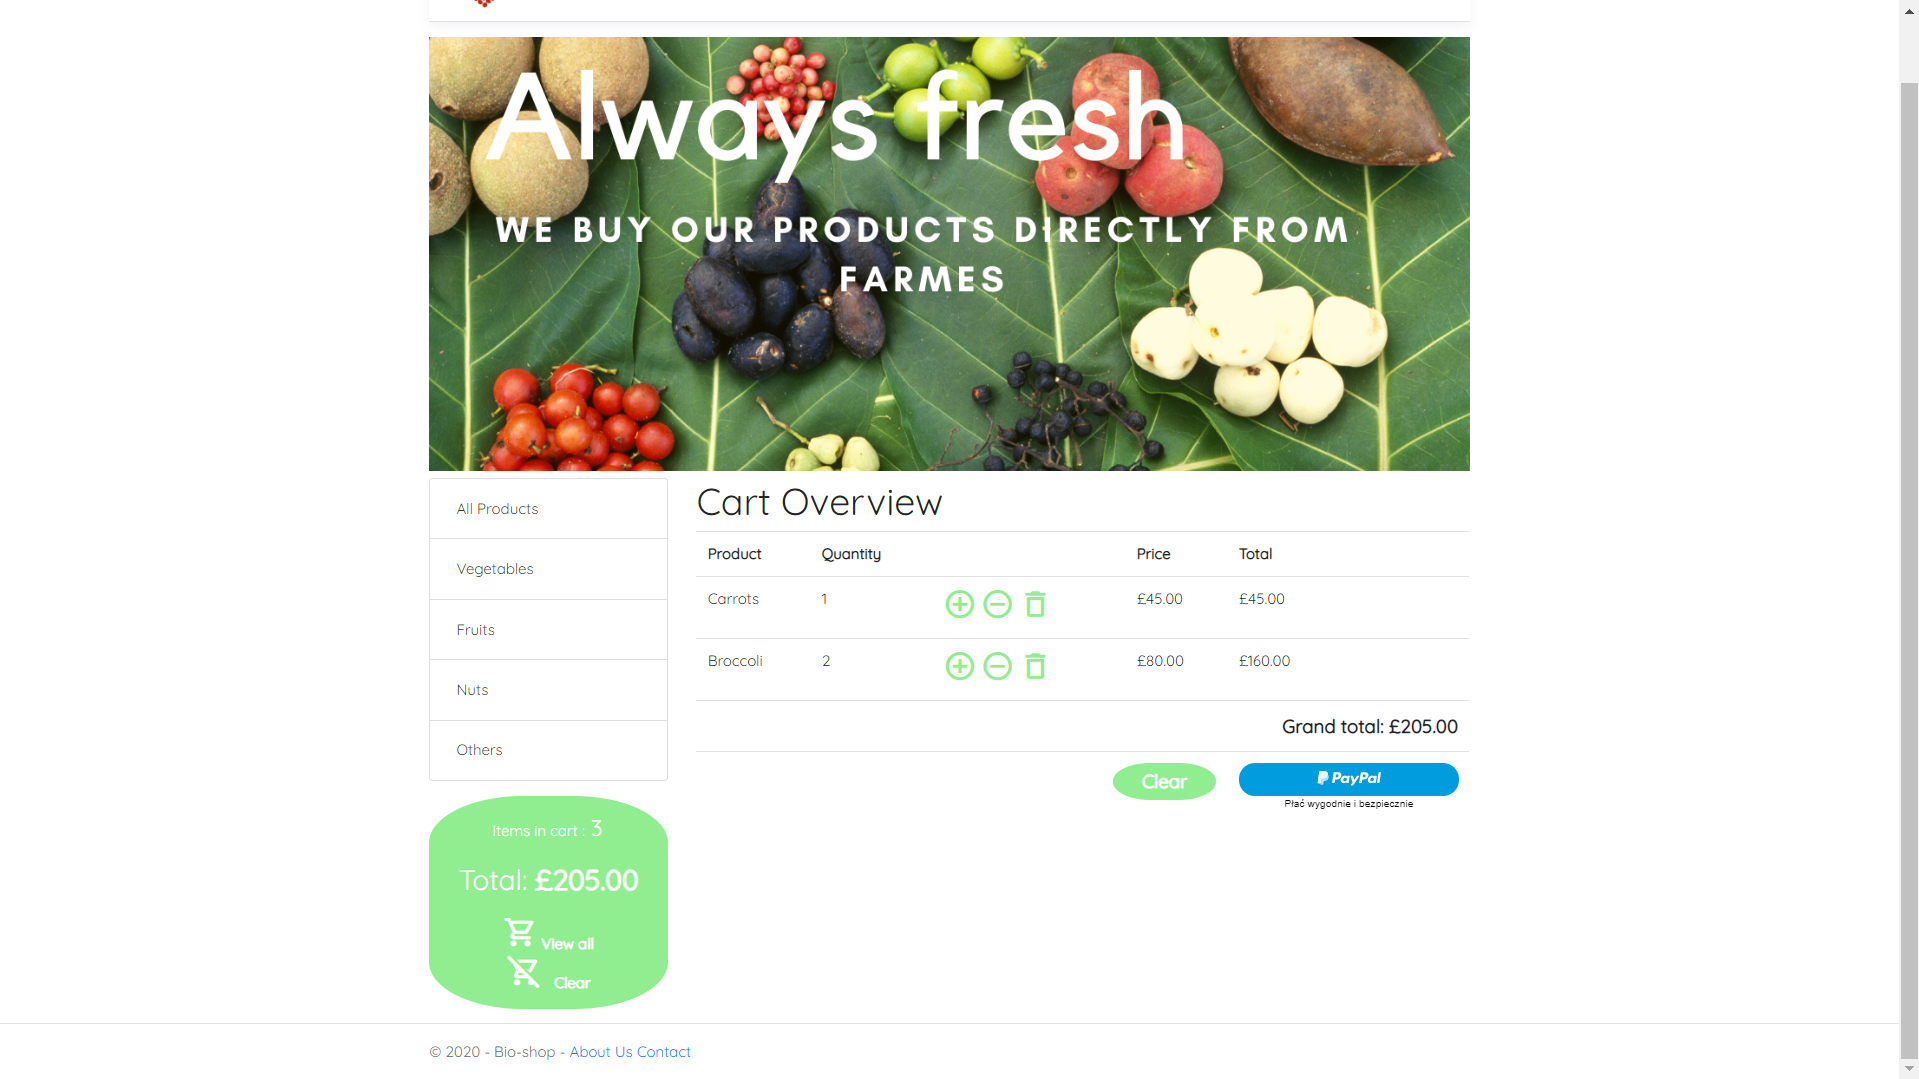 Always fresh
WE BUY OUR PRODUCTS DIRECTLY FROM
FARMES
All Products
Vegetables
Fruits
Nuts
Others
Items in cart : 3
Total: £205.00
View all
Clear
Cart Overview
Product Quantity Price Total
Carrots 1 £45.00 £45.00
Broccoli 2 £80.00 £160.00
Grand total: £205.00
Clear
PayPal
Płać wygodnie i bezpiecznie
© 2020 - Bio-shop - About Us Contact